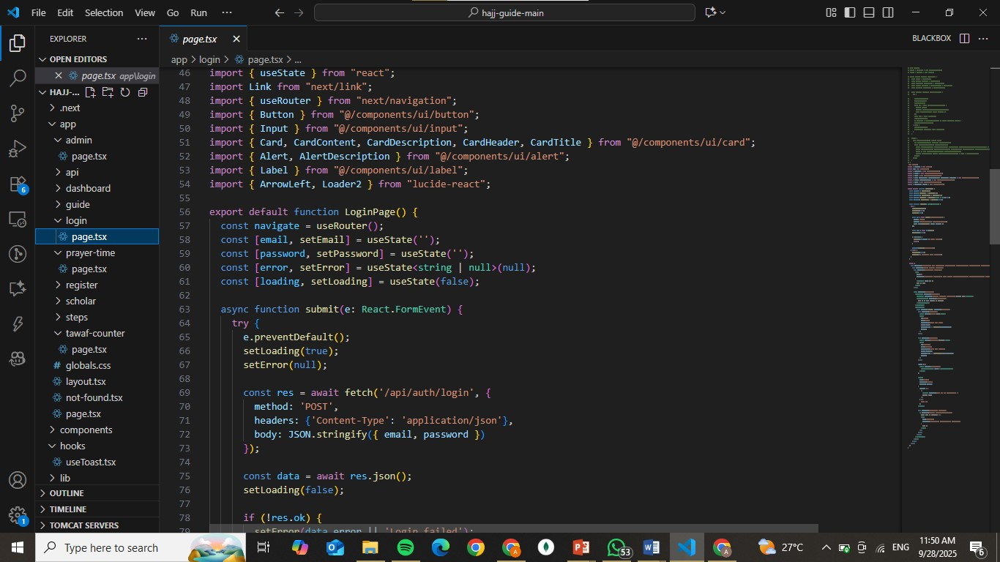 File Edit Selection View Go Run ···
hajj-guide-main
EXPLORER
OPEN EDITORS
page.tsx app\login
HAJJ-...
.next
app
admin
page.tsx
api
dashboard
guide
login
page.tsx
prayer-time
page.tsx
register
scholar
steps
tawaf-counter
page.tsx
# globals.css
layout.tsx
not-found.tsx
page.tsx
components
hooks
useToast.tsx
lib
OUTLINE
TIMELINE
TOMCAT SERVERS
6
1
page.tsx
BLACKBOX
app > login > page.tsx > ...
46 import { useState } from "react";
47 import Link from "next/link";
48 import { useRouter } from "next/navigation";
49 import { Button } from "@/components/ui/button";
50 import { Input } from "@/components/ui/input";
51 import { Card, CardContent, CardDescription, CardHeader, CardTitle } from "@/components/ui/card";
52 import { Alert, AlertDescription } from "@/components/ui/alert";
53 import { Label } from "@/components/ui/label";
54 import { ArrowLeft, Loader2 } from "lucide-react";
55
56 export default function LoginPage() {
57 const navigate = useRouter();
58 const [email, setEmail] = useState('');
59 const [password, setPassword] = useState('');
60 const [error, setError] = useState<string | null>(null);
61 const [loading, setLoading] = useState(false);
62
63 async function submit(e: React.FormEvent) {
64 try {
65 e.preventDefault();
66 setLoading(true);
67 setError(null);
68
69 const res = await fetch('/api/auth/login', {
70 method: 'POST',
71 headers: {'Content-Type': 'application/json'},
72 body: JSON.stringify({ email, password })
73 });
74
75 const data = await res.json();
76 setLoading(false);
77
78 if (!res.ok) {
79 setError(data.error || 'Login failed');
Type here to search
53
27°C
ENG
11:50 AM
9/28/2025
6